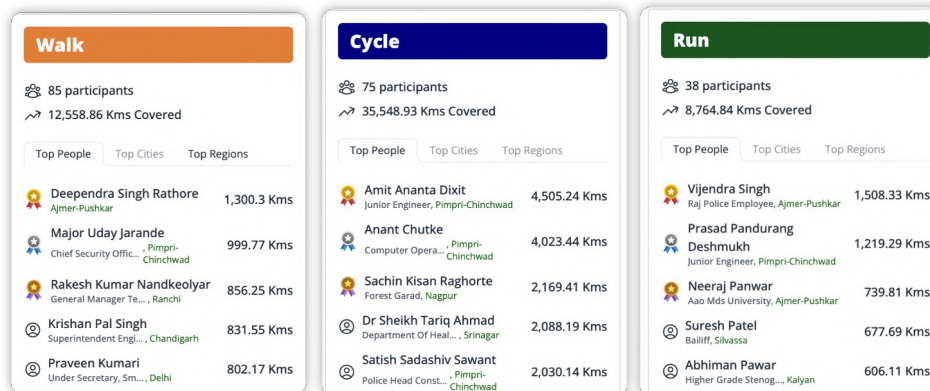 Walk
85 participants
12,558.86 Kms Covered
Top People Top Cities Top Regions
Deependra Singh Rathore 1,300.3 Kms
Ajmer-Pushkar
Major Uday Jarande 999.77 Kms
Chief Security Offic... , Pimpri-
Chinchwad
Rakesh Kumar Nandkeolyar 856.25 Kms
General Manager Te... , Ranchi
Krishan Pal Singh 831.55 Kms
Superintendent Engi... , Chandigarh
Praveen Kumari 802.17 Kms
Under Secretary, Sm... , Delhi
Cycle
75 participants
35,548.93 Kms Covered
Top People Top Cities Top Regions
Amit Ananta Dixit 4,505.24 Kms
Junior Engineer, Pimpri-Chinchwad
Anant Chutke 4,023.44 Kms
Computer Opera... , Pimpri-
Chinchwad
Sachin Kisan Raghorte 2,169.41 Kms
Forest Garad, Nagpur
Dr Sheikh Tariq Ahmad 2,088.19 Kms
Department Of Heal... , Srinagar
Satish Sadashiv Sawant 2,030.14 Kms
Police Head Const... , Pimpri-
Chinchwad
Run
38 participants
8,764.84 Kms Covered
Top People Top Cities Top Regions
Vijendra Singh 1,508.33 Kms
Raj Police Employee, Ajmer-Pushkar
Prasad Pandurang
Deshmukh 1,219.29 Kms
Junior Engineer, Pimpri-Chinchwad
Neeraj Panwar 739.81 Kms
Aao Mds University, Ajmer-Pushkar
Suresh Patel 677.69 Kms
Bailiff, Silvassa
Abhiman Pawar 606.11 Kms
Higher Grade Stenog..., Kalyan